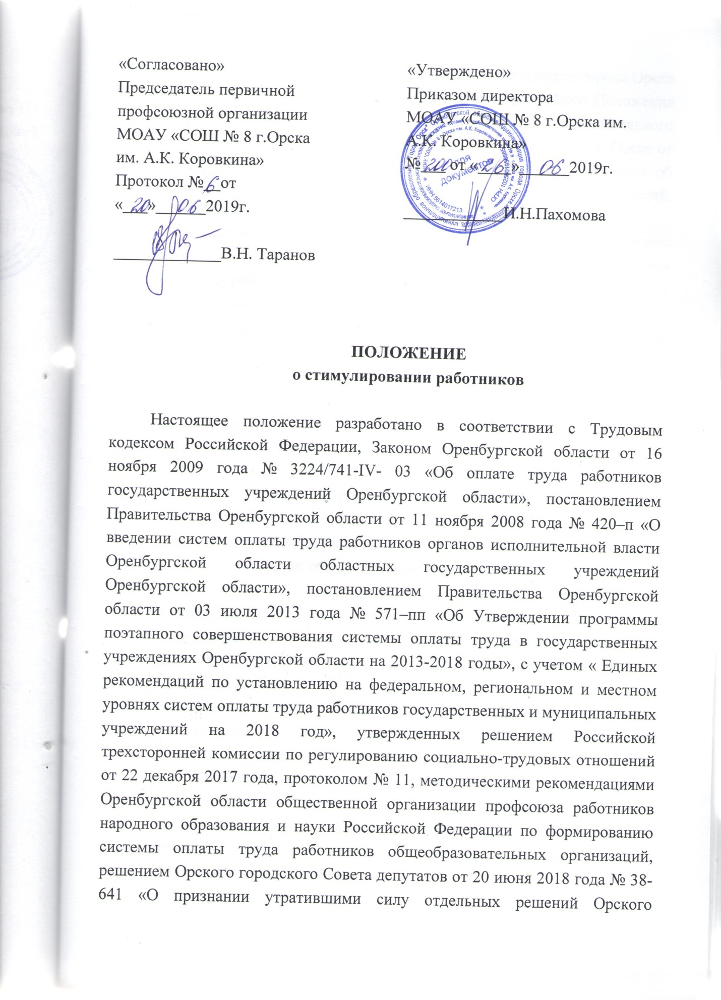 «Согласовано»
Председатель первичной
профсоюзной организации
МОАУ «СОШ № 8 г.Орска
им. А.К. Коровкина»
Протокол № 6 от
«20» 06 2019г.
В.Н. Таранов
«Утверждено»
Приказом директора
МОАУ «СОШ № 8 г.Орска им.
А.К. Коровкина»
№ 200 от «26» 06 2019г.
И.Н.Пахомова
для
документов
ИНН 5614017213
ПОЛОЖЕНИЕ
о стимулировании работников
Настоящее положение разработано в соответствии с Трудовым
кодексом Российской Федерации, Законом Оренбургской области от 16
ноября 2009 года № 3224/741-IV- 03 «Об оплате труда работников
государственных учреждений Оренбургской области», постановлением
Правительства Оренбургской области от 11 ноября 2008 года № 420–п «О
введении систем оплаты труда работников органов исполнительной власти
Оренбургской области областных государственных учреждений
Оренбургской области», постановлением Правительства Оренбургской
области от 03 июля 2013 года № 571–пп «Об Утверждении программы
поэтапного совершенствования системы оплаты труда в государственных
учреждениях Оренбургской области на 2013-2018 годы», с учетом « Единых
рекомендаций по установлению на федеральном, региональном и местном
уровнях систем оплаты труда работников государственных и муниципальных
учреждений на 2018 год», утвержденных решением Российской
трехсторонней комиссии по регулированию социально-трудовых отношений
от 22 декабря 2017 года, протоколом № 11, методическими рекомендациями
Оренбургской области общественной организации профсоюза работников
народного образования и науки Российской Федерации по формированию
системы оплаты труда работников общеобразовательных организаций,
решением Орского городского Совета депутатов от 20 июня 2018 года № 38-
641 «О признании утратившими силу отдельных решений Орского